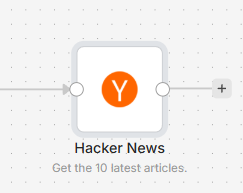 Y
+
Hacker News
Get the 10 latest articles.